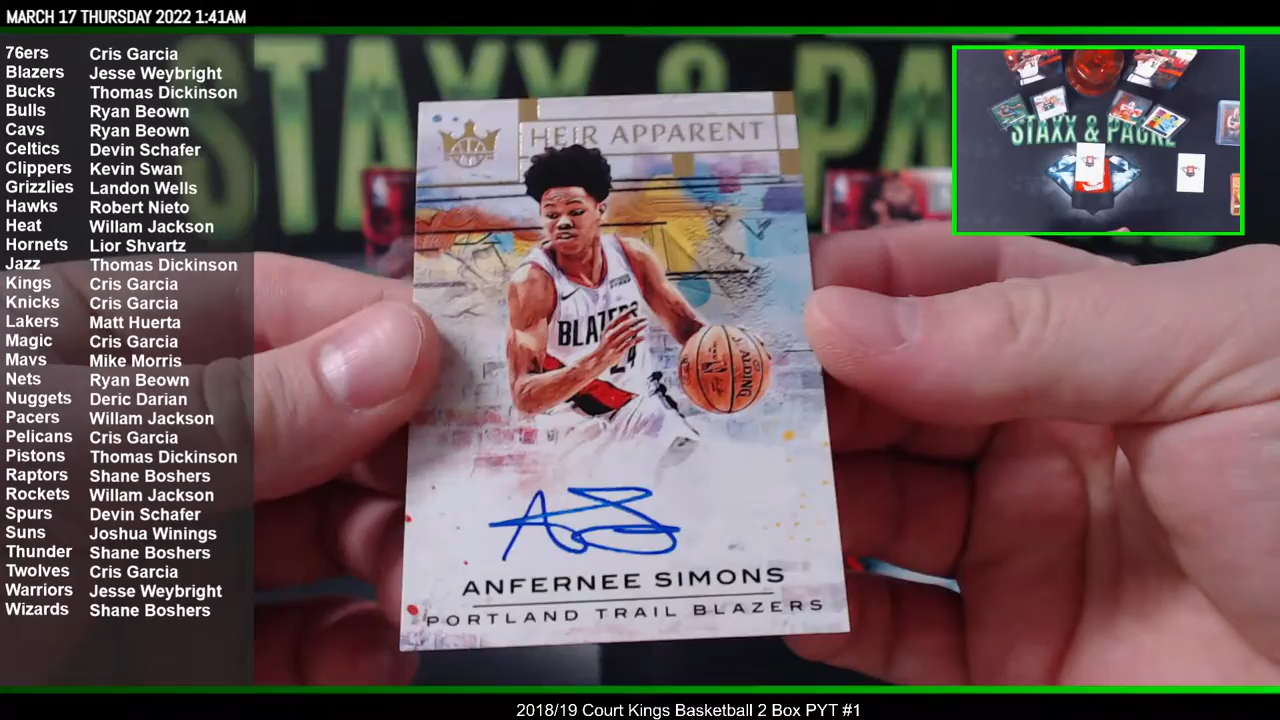 MARCH 17 THURSDAY 2022 1:41AM
76ers Cris Garcia
Blazers Jesse Weybright
Bucks Thomas Dickinson
Bulls Ryan Beown
Cavs Ryan Beown
Celtics Devin Schafer
Clippers Kevin Swan
Grizzlies Landon Wells
Hawks Robert Nieto
Heat Willam Jackson
Hornets Lior Shvartz
Jazz Thomas Dickinson
Kings Cris Garcia
Knicks Cris Garcia
Lakers Matt Huerta
Magic Cris Garcia
Mavs Mike Morris
Nets Ryan Beown
Nuggets Deric Darian
Pacers Willam Jackson
Pelicans Cris Garcia
Pistons Thomas Dickinson
Raptors Shane Boshers
Rockets Willam Jackson
Spurs Devin Schafer
Suns Joshua Winings
Thunder Shane Boshers
Twolves Cris Garcia
Warriors Jesse Weybright
Wizards Shane Boshers
STAXX & PA
HEIR APPARENT
BLAZERS
24
SPALDING
ANFERNEE SIMONS
PORTLAND TRAIL BLAZERS
STAXX & PACKZ
2018/19 Court Kings Basketball 2 Box PYT #1